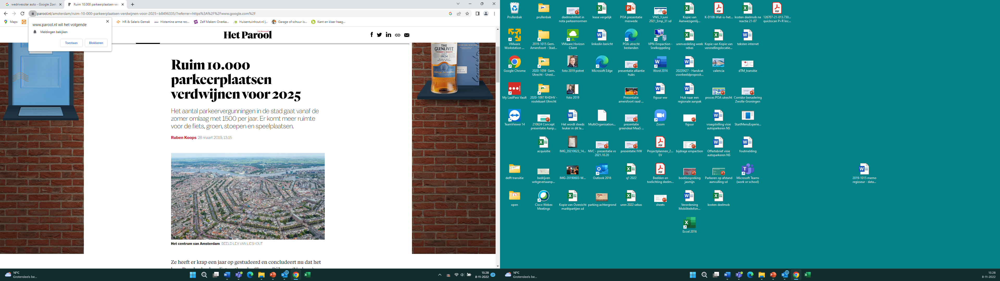 wedrivesolar auto - Google Zoek
Ruim 10.000 parkeerplaatsen ver
parool.nl/amsterdam/ruim-10-000-parkeerplaatsen-verdwijnen-voor-2025~b8496335/?referrer=https%3A%2F%2Fwww.google.com%2F
Maps
HR & Salaris Gemak
Histamine arme rec...
Zelf Maken: Overka...
Huisentuinhout.nl |...
Garage of schuur is...
Kant en klaar haag...
www.parool.nl wil het volgende
Meldingen bekijken
Toestaan
Blokkeren
Het Parool
THE
GLENLIVET
FOUNDER'S RESERVE
ESTD
1824
SINGLE MALT
SCOTCH WHISKY
Ruim 10.000
parkeerplaatsen
verdwijnen voor 2025
Het aantal parkeervergunningen in de stad gaat vanaf de
zomer omlaag met 1500 per jaar. Er komt meer ruimte
voor de fiets, groen, stoepen en speelplaatsen.
Ruben Koops 28 maart 2019, 13:15
Het centrum van Amsterdam BEELD LEX VAN LIESHOUT
Ze heeft er krap een jaar op gestudeerd en concludeert nu dat het
16°C
Grotendeels be...
15:28
8-11-2022
23
Prullenbak
prullenbak
deelmobiliteit in
nota parkeernormen
lease vergelijk
POA presentatie
merwede
VNG_3 juni
2021_Emp_31 sd
Kopie van
Aanwezigenlij...
K-D108-Wat-is-het...
kosten deelmob na
reactie 21-07
126707-21-013.730...
quickscan P+R loc...
VMware
Workstation ...
2019-1015 Gem.
Amersfoort - Stad...
VMware Horizon
Client
linkedin bericht
POA utrecht
bestanden
VPN-Empaction -
Snelkoppeling
urenverdeling week
sebas
Kopie van Kopie van
versnellingslocatie...
teksten internet
Google Chrome
2020-1059 Gem.
Utrecht - Uned...
foto 2019 potret
Microsoft Edge
presentatie alliantie
hubs
Word 2016
20220427 - Handvat
voorbeeldproposit...
valencia
dTM_transitie
My LastPass Vault
2020-1097 RHDHV -
routekaart Utrecht
foto 2019
Presentatie
amersfoort raad ...
figuur ww
Hub naar een
regionale aanpak
proces POA utrecht
Corridor benadering
Zwolle-Groningen
TeamViewer 14
210624 Concept
presentatie Aanp...
Het wordt steeds
leuker in dit la...
MultiOrganisation...
presentatie
greendeal MaaS ...
Zoom
figuur
vraagstelling visie
autoparkeren NS
StartMenuExperie...
acquisitie
IMG_20210623_14...
NVC - presentatie vs
2021.10.20
presentatie IVW
Projectplannen_2...
EV
bijdrage empaction
Offertebrief visie
autoparkeren NS
foutmelding
delft transitie
bedrijven
wrkgeversaanp...
IMG-20190603-W...
Outlook 2016
q1 2022
Beelden en
toelichting deelm...
boekbespreking
jasmijn
Parkeren op afstand
aanvulling sd
Microsoft Teams
(work or school)
2019-1015 memo
regisseur - data...
open
Cisco Webex
Meetings
Kopie van Overzicht
marktpartijen sd
parking achtergrond
uren 2022 sebas
sheets
Verordening
Mobiliteitsfon...
kosten deelmob
Excel 2016
16°C
Grotendeels be...
15:28
8-11-2022